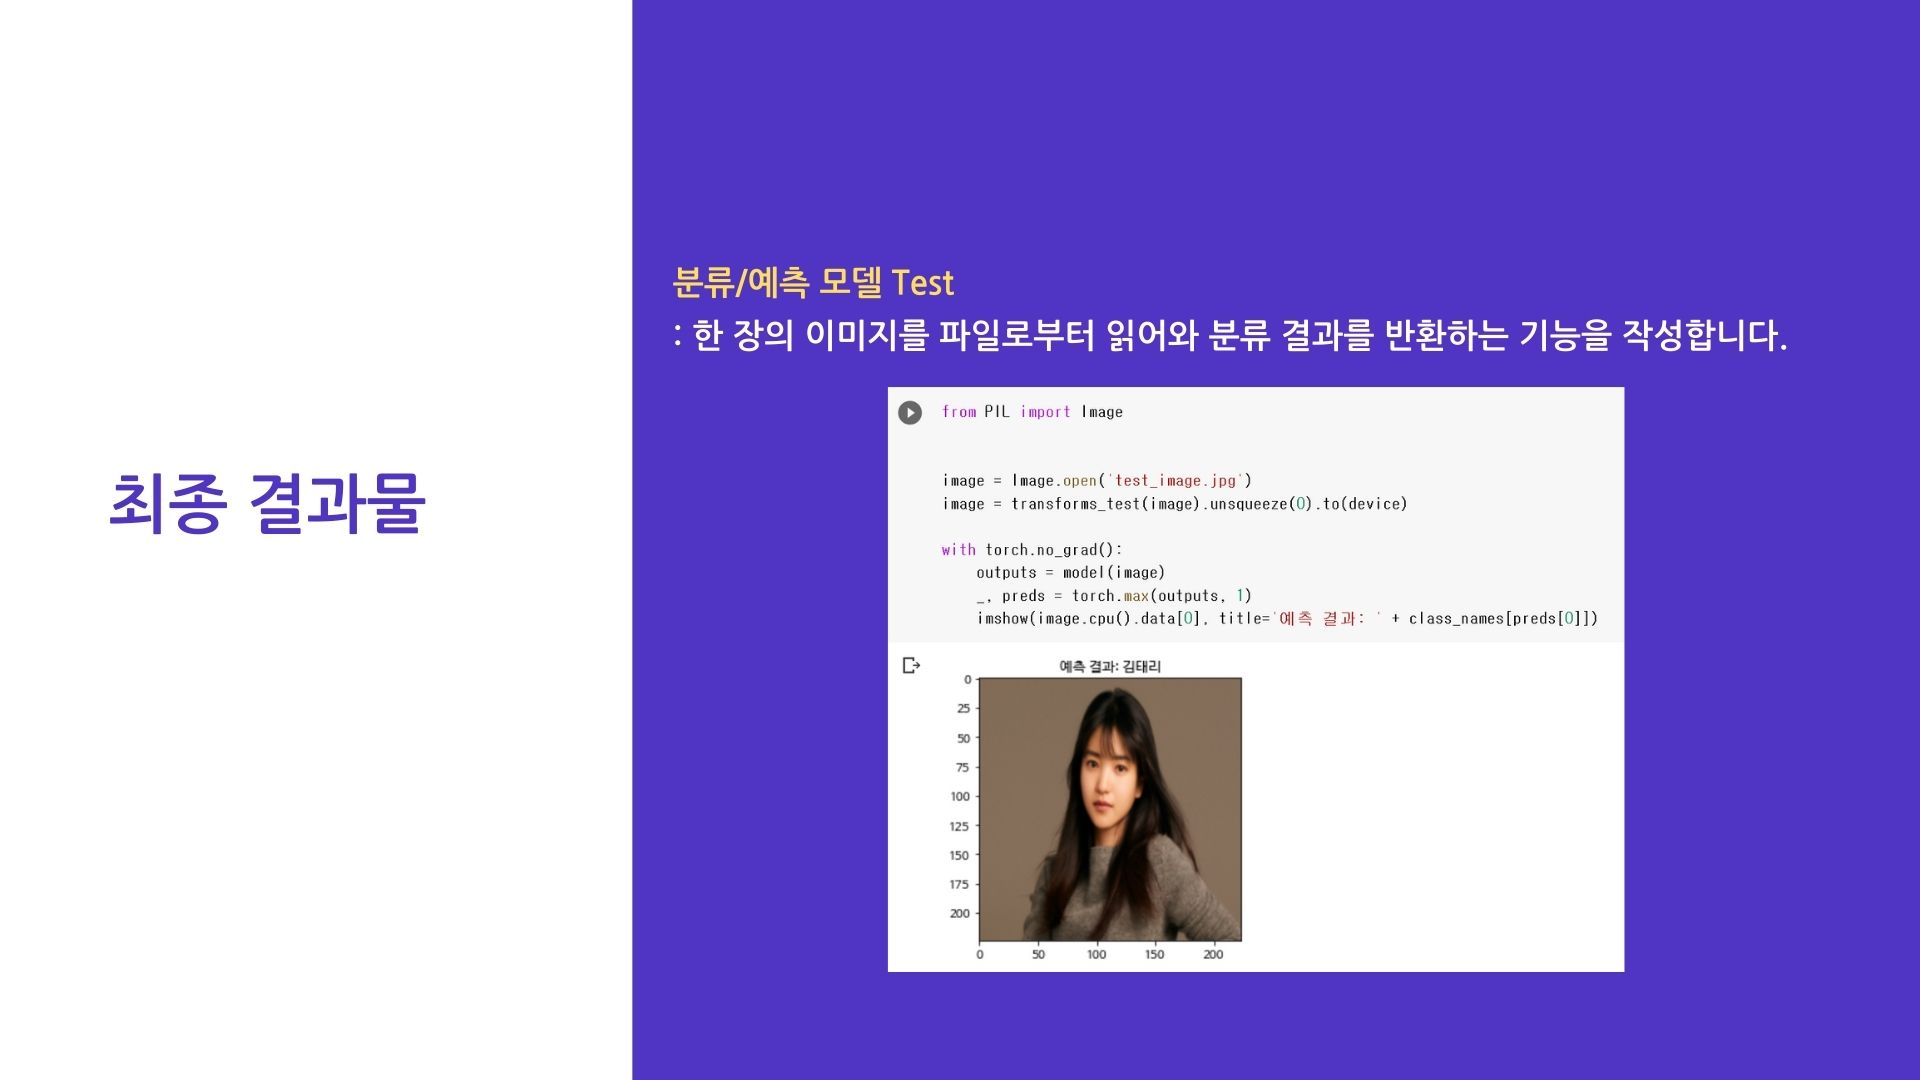 최종 결과물
분류/예측 모델 Test
: 한 장의 이미지를 파일로부터 읽어와 분류 결과를 반환하는 기능을 작성합니다.
from PIL import Image
image = Image.open('test_image.jpg')
image = transforms_test(image).unsqueeze(0).to(device)
with torch.no_grad():
    outputs = model(image)
    _, preds = torch.max(outputs, 1)
    imshow(image.cpu().data[0], title='예측 결과: ' + class_names[preds[0]])
예측 결과: 김태리
0
25
50
75
100
125
150
175
200
0 50 100 150 200